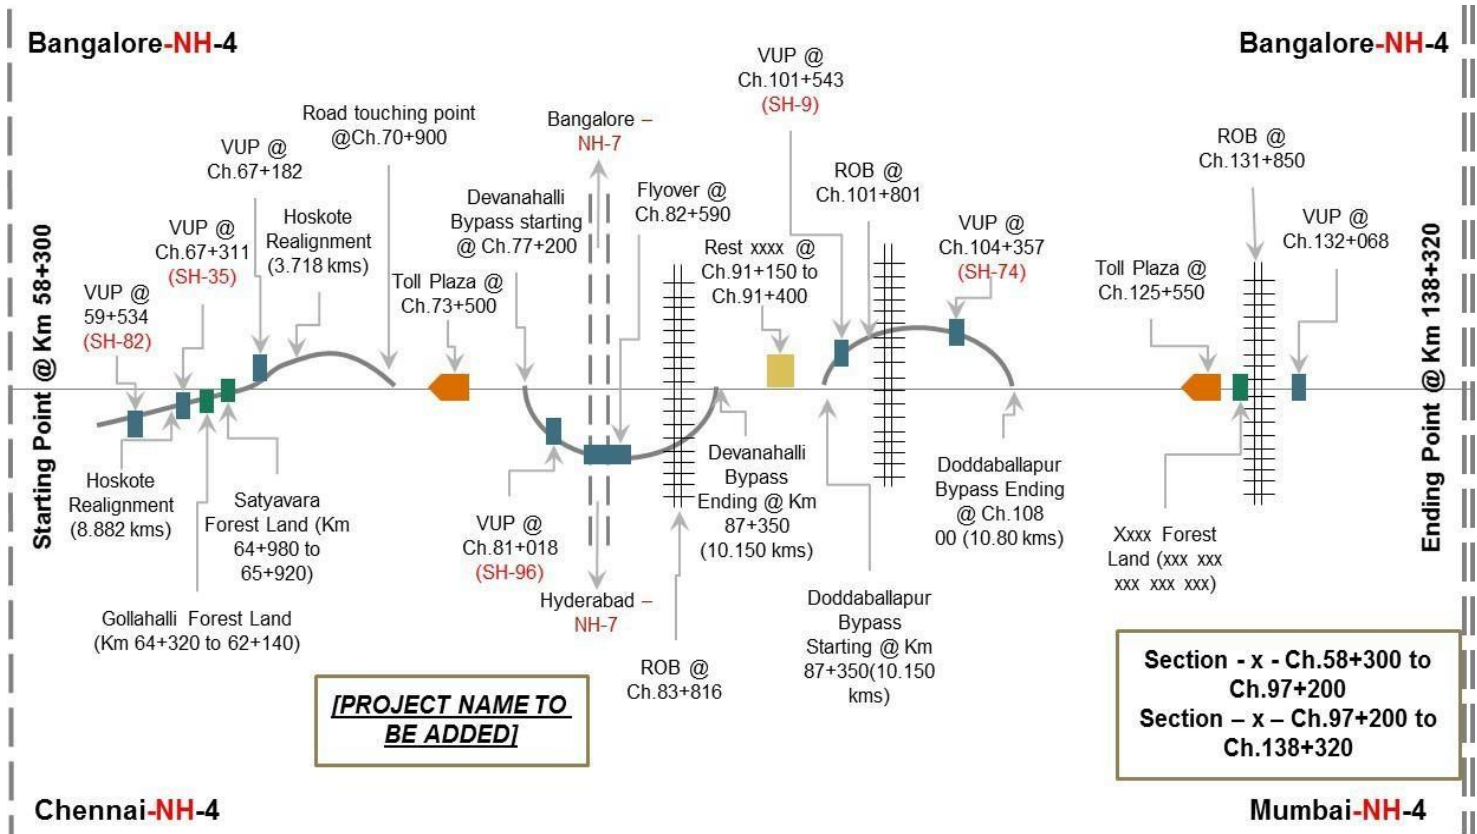 Bangalore-NH-4
Bangalore-NH-4
Starting Point @ Km 58+300
VUP @
59+534
(SH-82)
VUP @
Ch.67+311
(SH-35)
VUP @
Ch.67+182
Hoskote
Realignment
(3.718 kms)
Road touching point
@Ch.70+900
Toll Plaza @
Ch.73+500
Devanahalli
Bypass starting
@ Ch.77+200
Bangalore –
NH-7
Flyover @
Ch.82+590
Rest xxxx @
Ch.91+150 to
Ch.91+400
VUP @
Ch.101+543
(SH-9)
ROB @
Ch.101+801
VUP @
Ch.104+357
(SH-74)
Toll Plaza @
Ch.125+550
ROB @
Ch.131+850
VUP @
Ch.132+068
Ending Point @ Km 138+320
Hoskote
Realignment
(8.882 kms)
Gollahalli Forest Land
(Km 64+320 to 62+140)
Satyavara
Forest Land (Km
64+980 to
65+920)
VUP @
Ch.81+018
(SH-96)
Hyderabad –
NH-7
ROB @
Ch.83+816
Devanahalli
Bypass
Ending @ Km
87+350
(10.150 kms)
Doddaballapur
Bypass
Starting @ Km
87+350(10.150
kms)
Doddaballapur
Bypass Ending
@ Ch.108
00 (10.80 kms)
Xxxx Forest
Land (xxx xxx
xxx xxx xxx)
[PROJECT NAME TO
BE ADDED]
Section - x - Ch.58+300 to
Ch.97+200
Section – x – Ch.97+200 to
Ch.138+320
Chennai-NH-4
Mumbai-NH-4